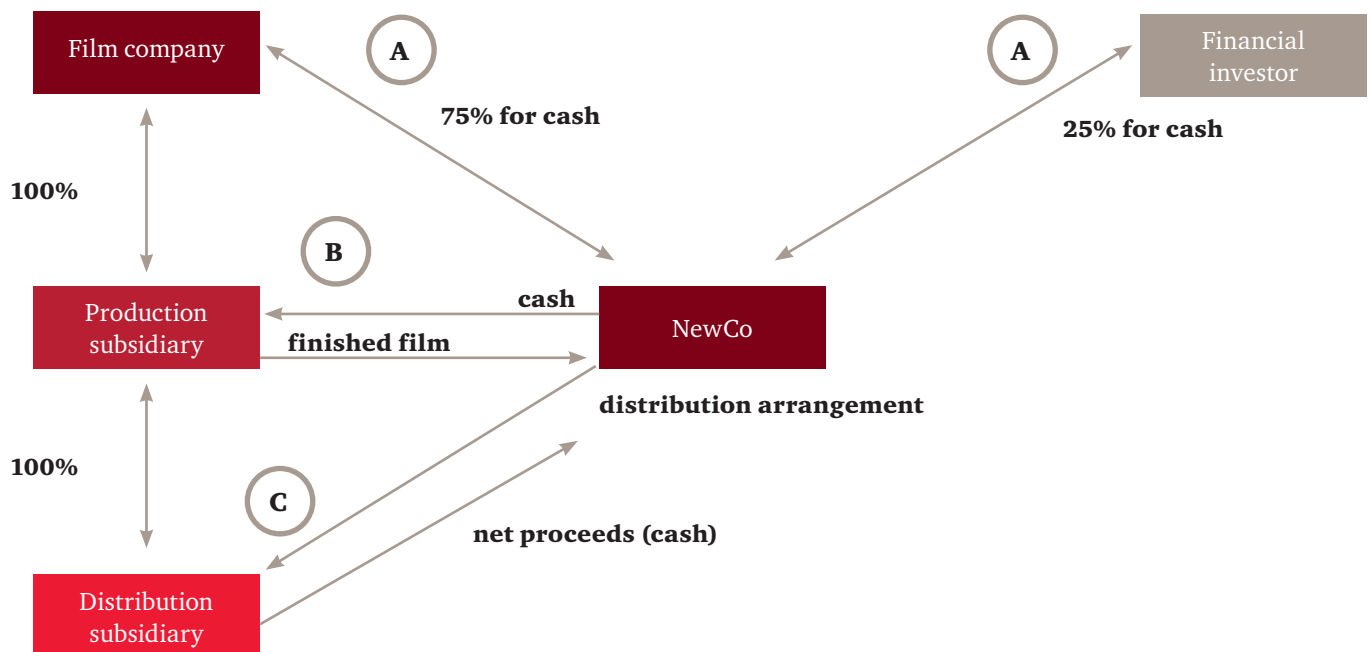 Film company
A
A
Financial
investor
75% for cash
25% for cash
100%
B
cash
Production
subsidiary
NewCo
finished film
distribution arrangement
100%
C
net proceeds (cash)
Distribution
subsidiary